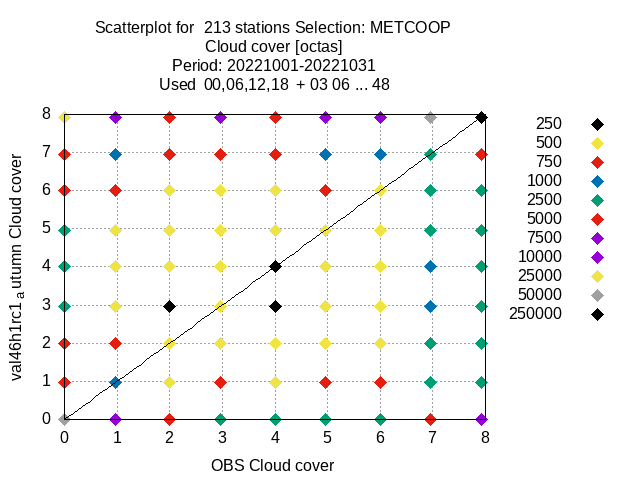 Scatterplot for  213 stations Selection: METCOOP
Cloud cover [octas]
Period: 20221001-20221031
Used  00,06,12,18  + 03 06 ... 48
val46h1rc1 a utumn Cloud cover
8
7
6
5
4
3
2
1
0
0 1 2 3 4 5 6 7 8
OBS Cloud cover
250
500
750
1000
2500
5000
7500
10000
25000
50000
250000